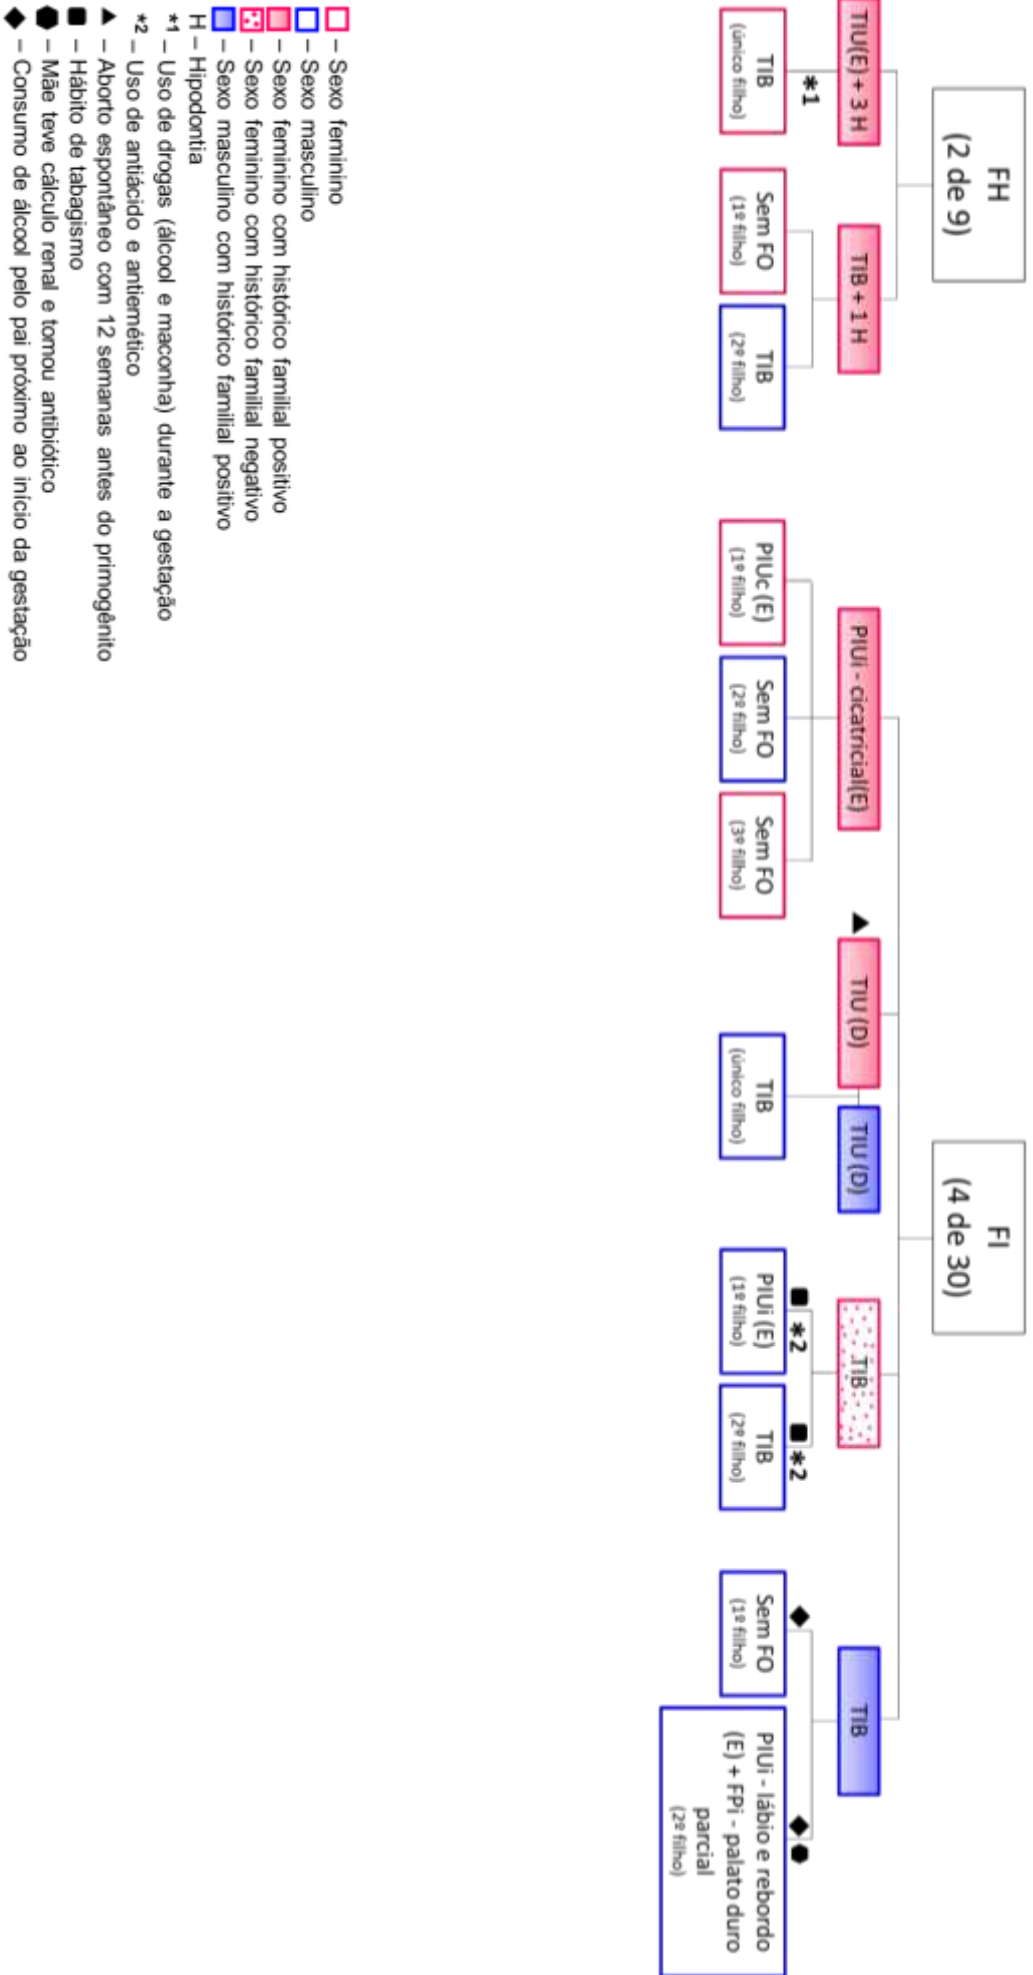 FH
(2 de 9)
FI
(4 de 30)
TIU(E) + 3 H
TIB + 1 H
PIUi - cicatricial(E)
▲
TIU (D)
TIU (D)
TIB
TIB
*1
■ *2
■ *2
◆
◆ ⬢
TIB
(único filho)
Sem FO
(1º filho)
TIB
(2º filho)
PIUc (E)
(1º filho)
Sem FO
(2º filho)
Sem FO
(3º filho)
TIB
(único filho)
PIUi (E)
(1º filho)
TIB
(2º filho)
Sem FO
(1º filho)
PIUi - lábio e rebordo
(E) + FPi - palato duro
parcial
(2º filho)
– Sexo feminino
– Sexo masculino
– Sexo feminino com histórico familial positivo
– Sexo feminino com histórico familial negativo
– Sexo masculino com histórico familial positivo
H – Hipodontia
*1 – Uso de drogas (álcool e maconha) durante a gestação
*2 – Uso de antiácido e antiemético
▲ – Aborto espontâneo com 12 semanas antes do primogênito
■ – Hábito de tabagismo
⬢ – Mãe teve cálculo renal e tomou antibiótico
◆ – Consumo de álcool pelo pai próximo ao início da gestação